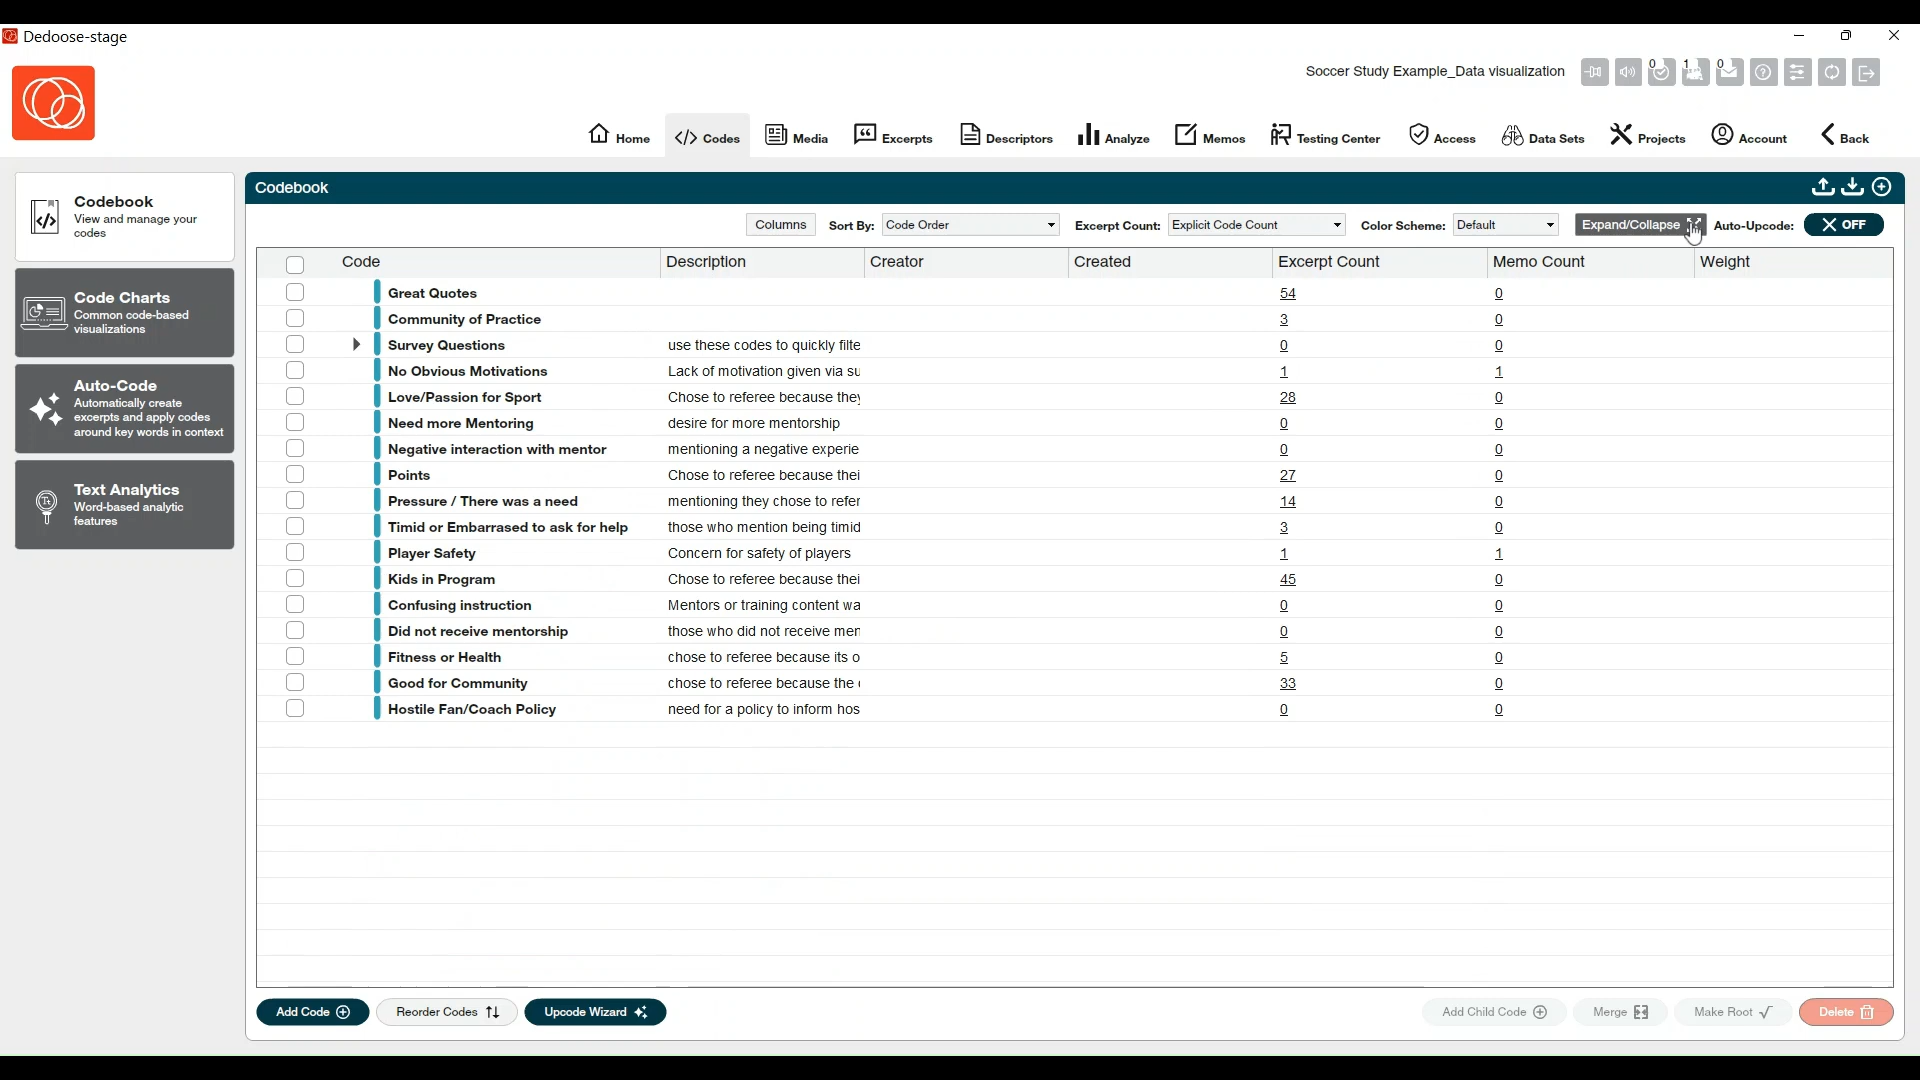 Dedoose-stage
Soccer Study Example_Data visualization 0 1 0
Home Codes Media Excerpts Descriptors Analyze Memos Testing Center Access Data Sets Projects Account Back
Codebook
View and manage your
codes
Code Charts
Common code-based
visualizations
Auto-Code
Automatically create
excerpts and apply codes
around key words in context
Text Analytics
Word-based analytic
features
Codebook
Columns Sort By: Code Order Excerpt Count: Explicit Code Count Color Scheme: Default Expand/Collapse Auto-Upcode: OFF
Code Description Creator Created Excerpt Count Memo Count Weight
Great Quotes 54 0
Community of Practice 3 0
Survey Questions use these codes to quickly filte 0 0
No Obvious Motivations Lack of motivation given via su 1 1
Love/Passion for Sport Chose to referee because they 28 0
Need more Mentoring desire for more mentorship 0 0
Negative interaction with mentor mentioning a negative experie 0 0
Points Chose to referee because thei 27 0
Pressure / There was a need mentioning they chose to refer 14 0
Timid or Embarrased to ask for help those who mention being timid 3 0
Player Safety Concern for safety of players 1 1
Kids in Program Chose to referee because thei 45 0
Confusing instruction Mentors or training content wa 0 0
Did not receive mentorship those who did not receive men 0 0
Fitness or Health chose to referee because its o 5 0
Good for Community chose to referee because the 33 0
Hostile Fan/Coach Policy need for a policy to inform hos 0 0
Add Code Reorder Codes Upcode Wizard Add Child Code Merge Make Root Delete